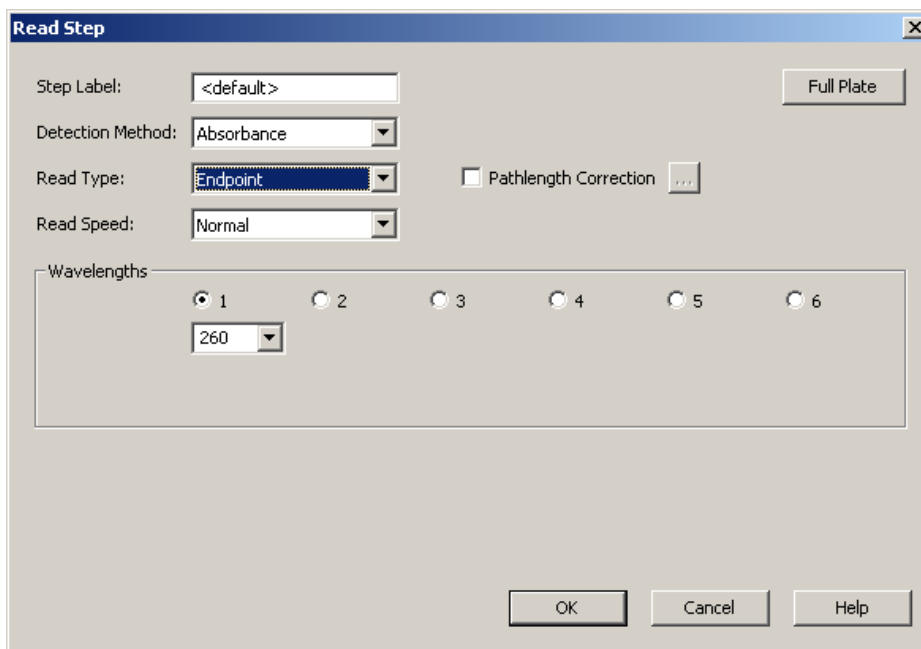 Read Step
Step Label: <default> Full Plate
Detection Method: Absorbance
Read Type: Endpoint Pathlength Correction ...
Read Speed: Normal
Wavelengths
1 2 3 4 5 6
260
OK Cancel Help